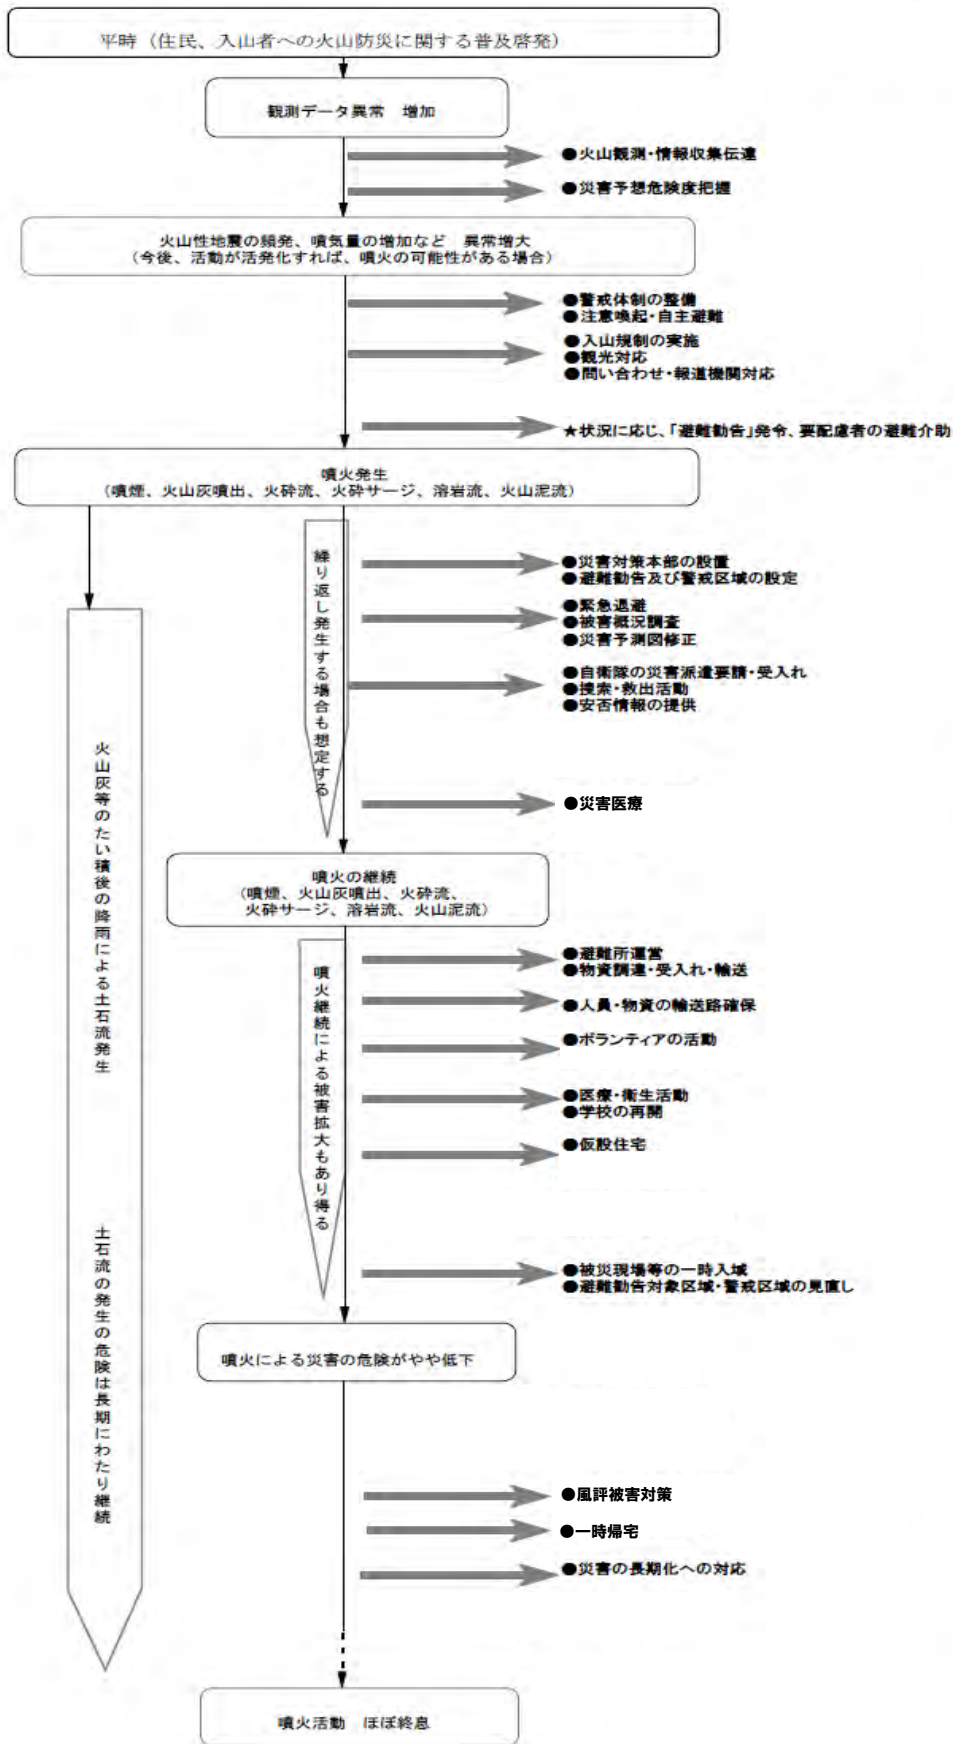 平時（住民、入山者への火山防災に関する普及啓発）
観測データ異常　増加
●火山観測・情報収集伝達
●災害予想危険度把握
火山性地震の頻発、噴気量の増加など　異常増大
（今後、活動が活発化すれば、噴火の可能性がある場合）
●警戒体制の整備
●注意喚起・自主避難
●入山規制の実施
●観光対応
●問い合わせ・報道機関対応
★状況に応じ、「避難勧告」発令、要配慮者の避難介助
噴火発生
（噴煙、火山灰噴出、火砕流、火砕サージ、溶岩流、火山泥流）
繰り返し発生する場合も想定する
●災害対策本部の設置
●避難勧告及び警戒区域の設定
●緊急退避
●被害概況調査
●災害予測図修正
●自衛隊の災害派遣要請・受入れ
●捜索・救出活動
●安否情報の提供
●災害医療
火山灰等のたい積後の降雨による土石流発生
土石流の発生の危険は長期にわたり継続
噴火の継続
（噴煙、火山灰噴出、火砕流、
火砕サージ、溶岩流、火山泥流）
噴火継続による被害拡大もあり得る
●避難所運営
●物資調達・受入れ・輸送
●人員・物資の輸送路確保
●ボランティアの活動
●医療・衛生活動
●学校の再開
●仮設住宅
●被災現場等の一時入域
●避難勧告対象区域・警戒区域の見直し
噴火による災害の危険がやや低下
●風評被害対策
●一時帰宅
●災害の長期化への対応
噴火活動　ほぼ終息